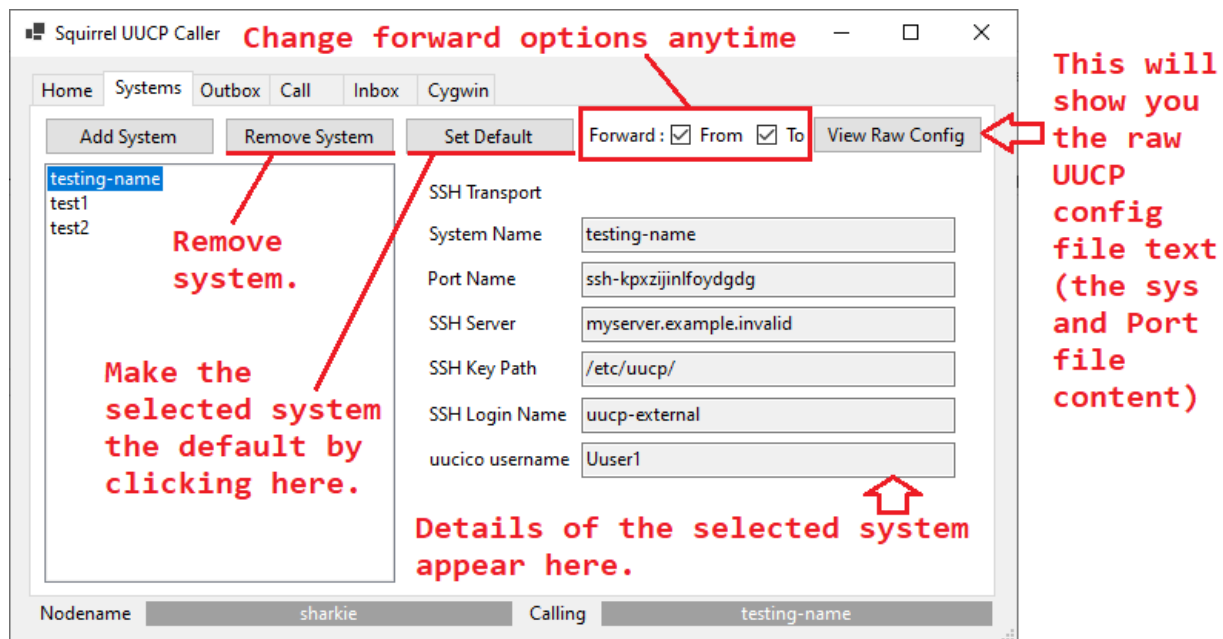 Squirrel UUCP Caller
Change forward options anytime
Home Systems Outbox Call Inbox Cygwin
Add System Remove System Set Default Forward : From To View Raw Config
This will
show you
the raw
UUCP
config
file text
(the sys
and Port
file
content)
testing-name
test1
test2
Remove
system.
Make the
selected system
the default by
clicking here.
SSH Transport
System Name testing-name
Port Name ssh-kpxzijinlfoydgdg
SSH Server myserver.example.invalid
SSH Key Path /etc/uucp/
SSH Login Name uucp-external
uucico username Uuser1
Details of the selected system
appear here.
Nodename sharkie Calling testing-name